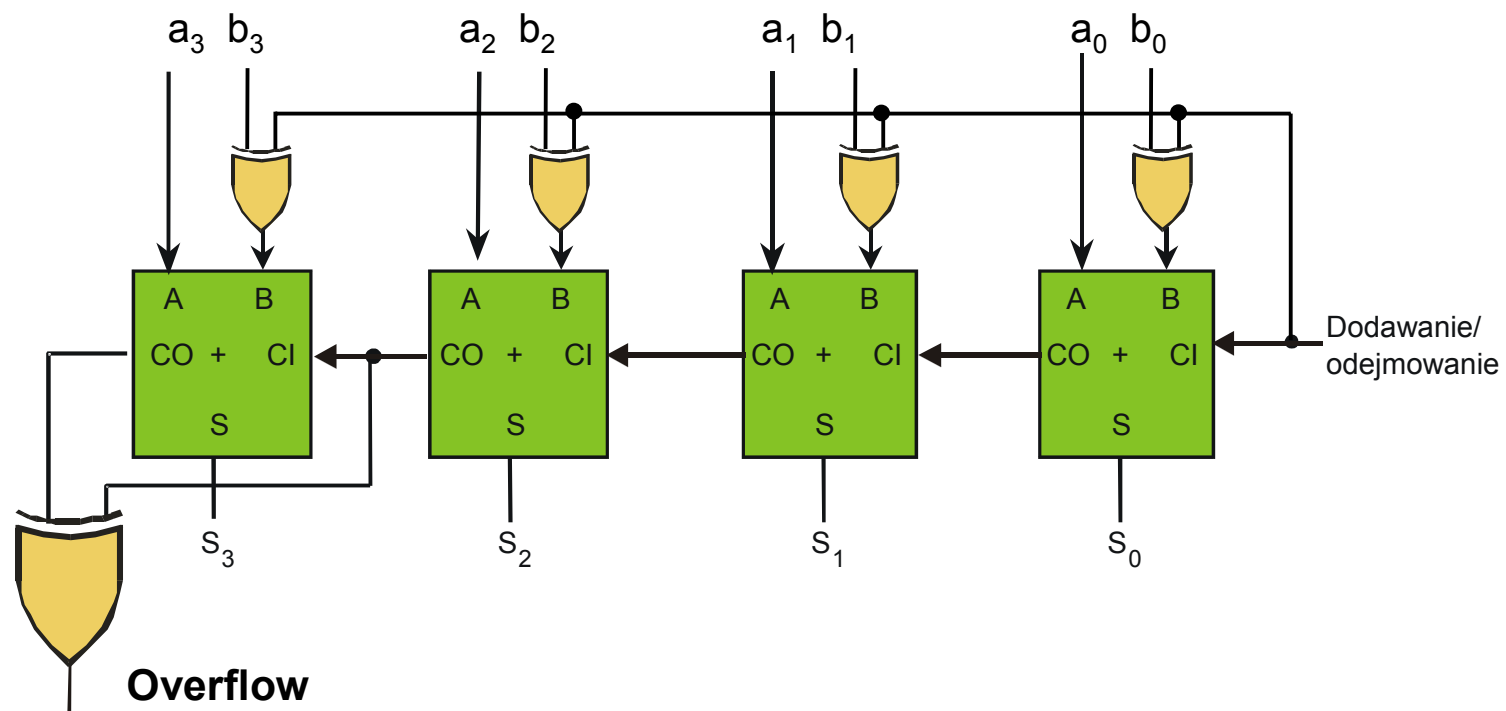 a₃ b₃ a₂ b₂ a₁ b₁ a₀ b₀
A B A B A B A B
Dodawanie/
odejmowanie
CO + CI CO + CI CO + CI CO + CI
S S S S
S₃ S₂ S₁ S₀
Overflow